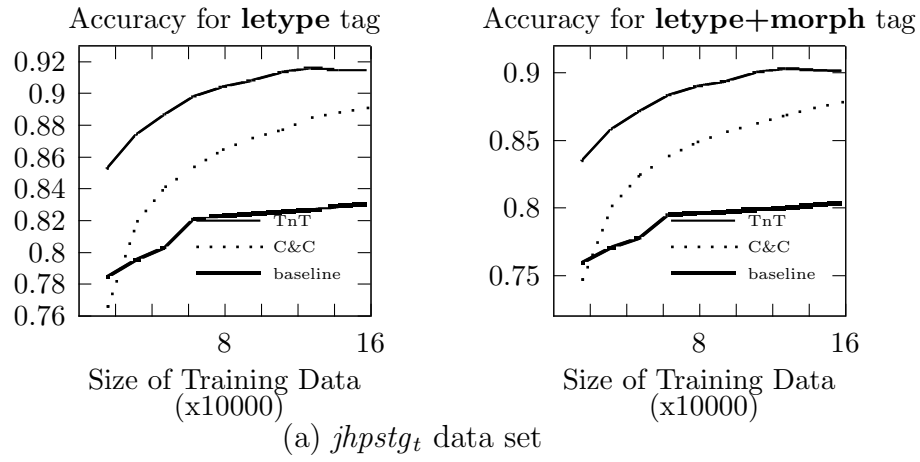 Accuracy for letype tag
0.92
0.9
0.88
0.86
0.84
0.82
0.8
0.78
0.76
TnT
C&C
baseline
8 16
Size of Training Data
(x10000)
Accuracy for letype+morph tag
0.9
0.85
0.8
0.75
TnT
C&C
baseline
8 16
Size of Training Data
(x10000)
(a) jhpstgₜ data set